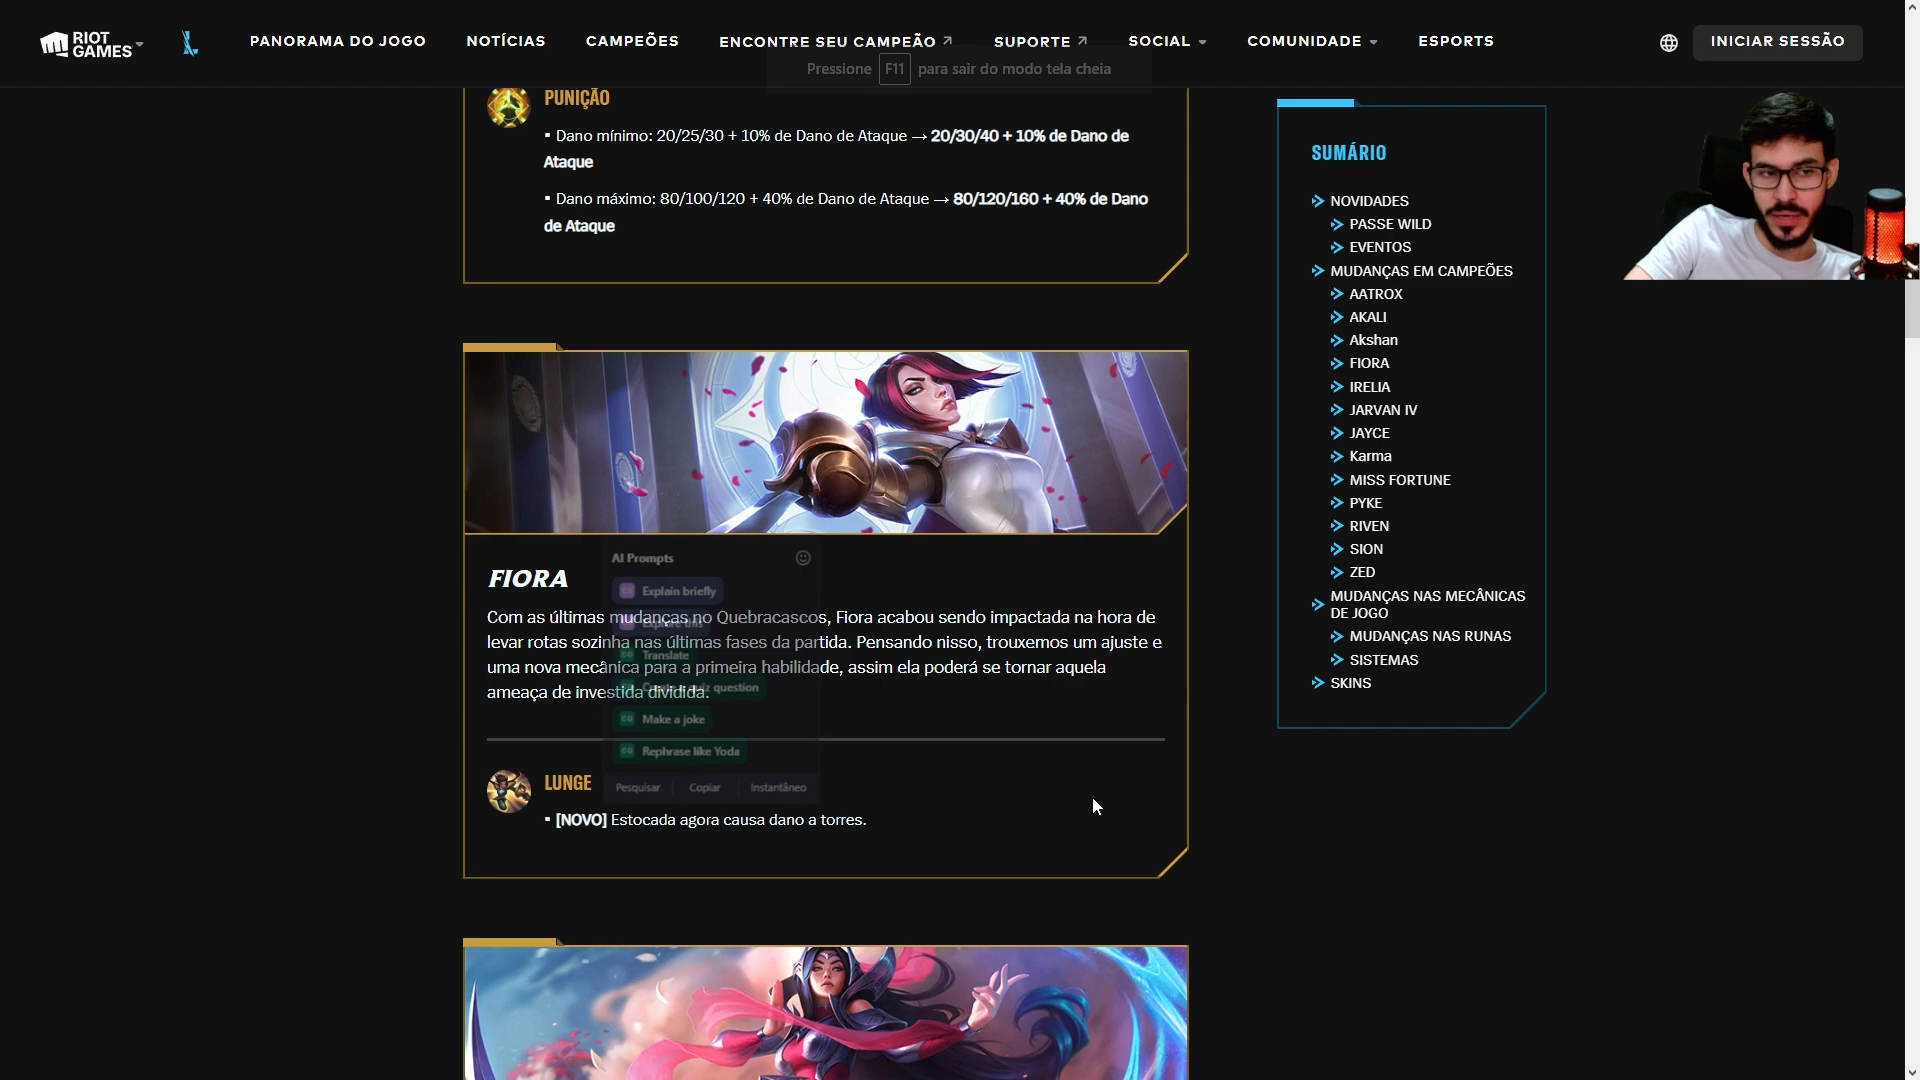 RIOT GAMES
PANORAMA DO JOGO
NOTÍCIAS
CAMPEÕES
ENCONTRE SEU CAMPEÃO
SUPORTE
SOCIAL
COMUNIDADE
ESPORTS
INICIAR SESSÃO
Pressione F11 para sair do modo tela cheia
PUNIÇÃO
▪ Dano mínimo: 20/25/30 + 10% de Dano de Ataque → 20/30/40 + 10% de Dano de
Ataque
▪ Dano máximo: 80/100/120 + 40% de Dano de Ataque → 80/120/160 + 40% de Dano
de Ataque
FIORA
Com as últimas mudanças no Quebracascos, Fiora acabou sendo impactada na hora de
levar rotas sozinha nas últimas fases da partida. Pensando nisso, trouxemos um ajuste e
uma nova mecânica para a primeira habilidade, assim ela poderá se tornar aquela
ameaça de investida dividida.
AI Prompts
Explain briefly
Explore this
Translate
Create a quiz question
Make a joke
Rephrase like Yoda
Pesquisar
Copiar
Instantâneo
LUNGE
▪ [NOVO] Estocada agora causa dano a torres.
SUMÁRIO
NOVIDADES
PASSE WILD
EVENTOS
MUDANÇAS EM CAMPEÕES
AATROX
AKALI
Akshan
FIORA
IRELIA
JARVAN IV
JAYCE
Karma
MISS FORTUNE
PYKE
RIVEN
SION
ZED
MUDANÇAS NAS MECÂNICAS
DE JOGO
MUDANÇAS NAS RUNAS
SISTEMAS
SKINS